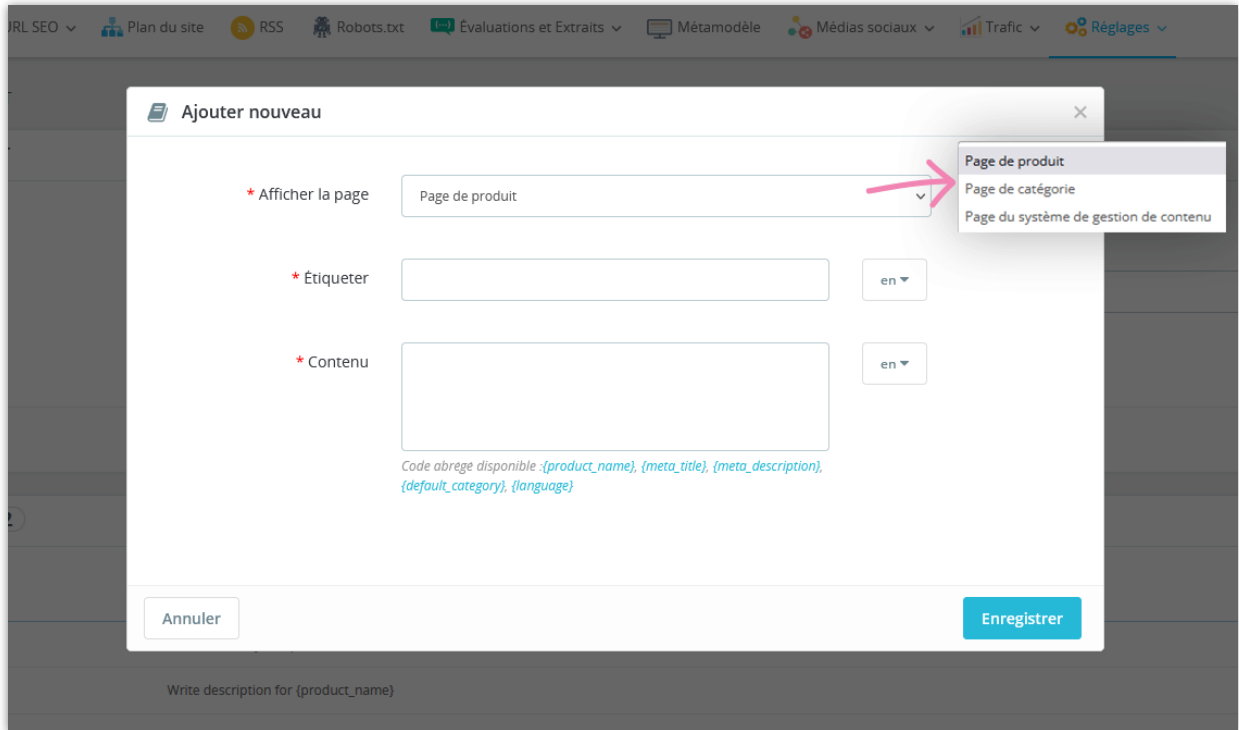 URL SEO Plan du site RSS Robots.txt Évaluations et Extraits Métamodèle Médias sociaux Trafic Réglages
Ajouter nouveau
* Afficher la page
Page de produit
Page de produit
Page de catégorie
Page du système de gestion de contenu
* Étiqueter
en
* Contenu
en
Code abrégé disponible :{product_name}, {meta_title}, {meta_description},
{default_category}, {language}
2
Annuler
Enregistrer
Write description for {product_name}